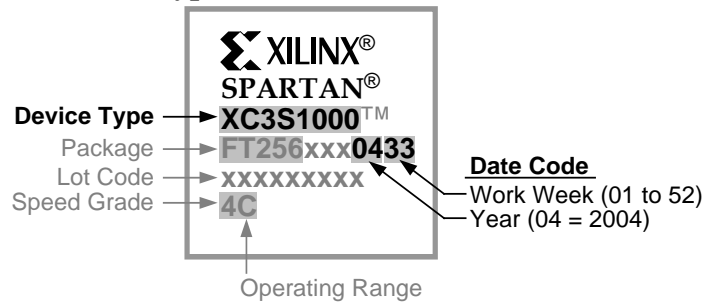 XILINX®
SPARTAN®
Device Type XC3S1000™
Package FT256xxx0433
Lot Code xxxxxxxxx
Speed Grade 4C
Operating Range
Date Code
Work Week (01 to 52)
Year (04 = 2004)